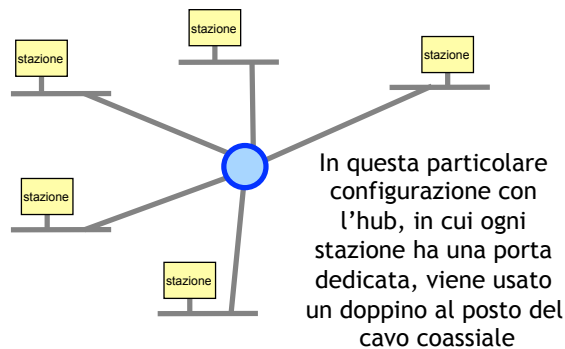 stazione
stazione
stazione
stazione
stazione
In questa particolare
configurazione con
l’hub, in cui ogni
stazione ha una porta
dedicata, viene usato
un doppino al posto del
cavo coassiale